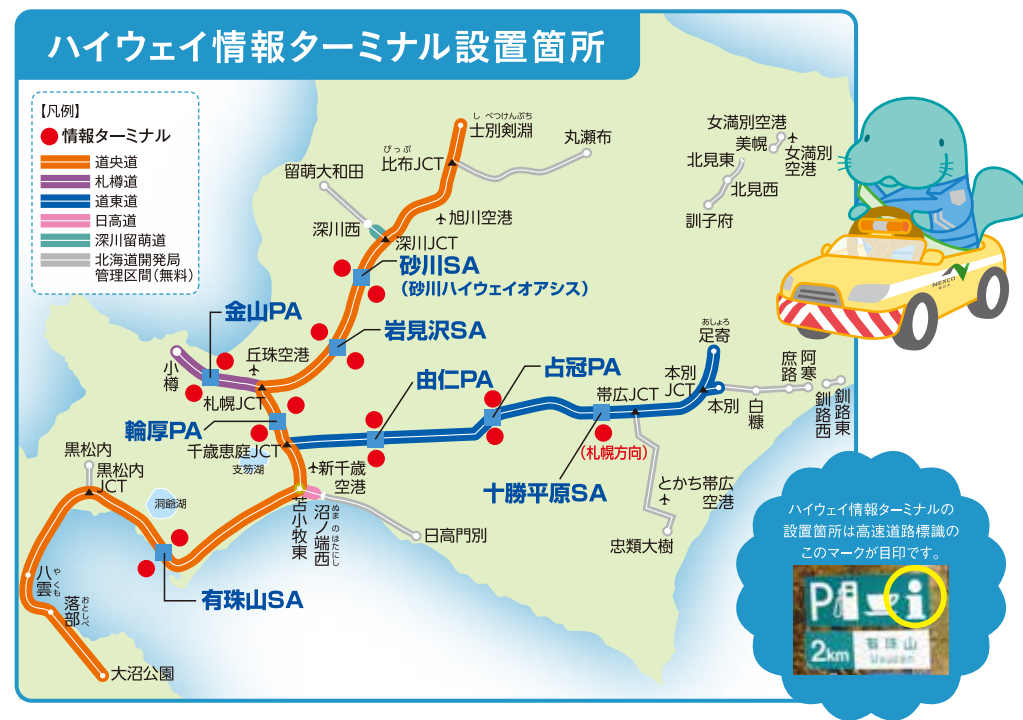 ハイウェイ情報ターミナル設置箇所
【凡例】
情報ターミナル
道央道
札樽道
道東道
日高道
深川留萌道
北海道開発局
管理区間(無料)
しべつけんぶち
士別剣淵
ぴっぷ
比布JCT
丸瀬布
留萌大和田
深川西
旭川空港
深川JCT
砂川SA
(砂川ハイウェイオアシス)
女満別空港
美幌
女満別
空港
北見東
北見西
訓子府
金山PA
岩見沢SA
小樽
丘珠空港
札幌JCT
由仁PA
占冠PA
あしょろ
足寄
本別
JCT
本別
白糠
庶路
阿寒
釧路西
釧路東
帯広JCT
(札幌方向)
十勝平原SA
輪厚PA
千歳恵庭JCT
支笏湖
新千歳
空港
黒松内
黒松内
JCT
洞爺湖
苫小牧東
沼ノ端西
ぬまのはたにし
日高門別
とかち帯広
空港
忠類大樹
有珠山SA
八雲
やくも
落部
おとしべ
大沼公園
NEXCO
ハイウェイ情報ターミナルの
設置箇所は高速道路標識の
このマークが目印です。
P i
2km
有珠山